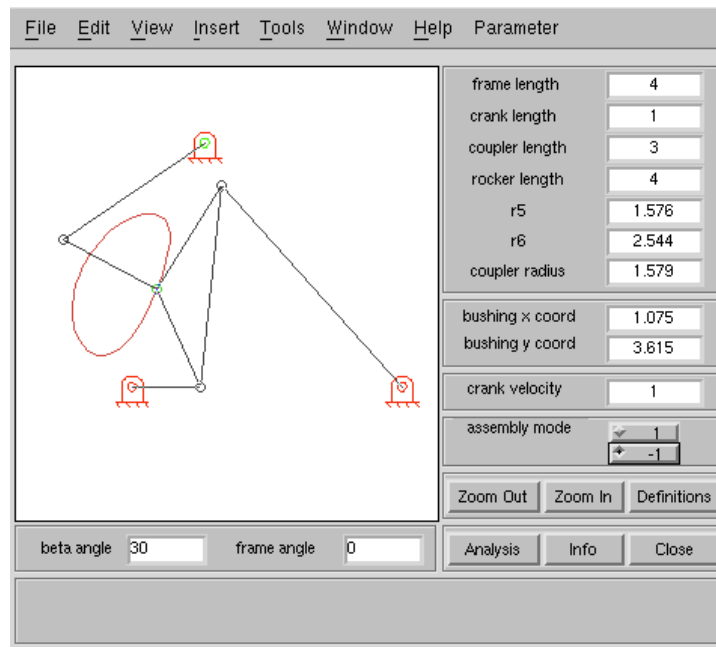 File Edit View Insert Tools Window Help Parameter
frame length 4
crank length 1
coupler length 3
rocker length 4
r5 1.576
r6 2.544
coupler radius 1.579
bushing x coord 1.075
bushing y coord 3.615
crank velocity 1
assembly mode 1
-1
Zoom Out Zoom In Definitions
beta angle 30 frame angle 0 Analysis Info Close